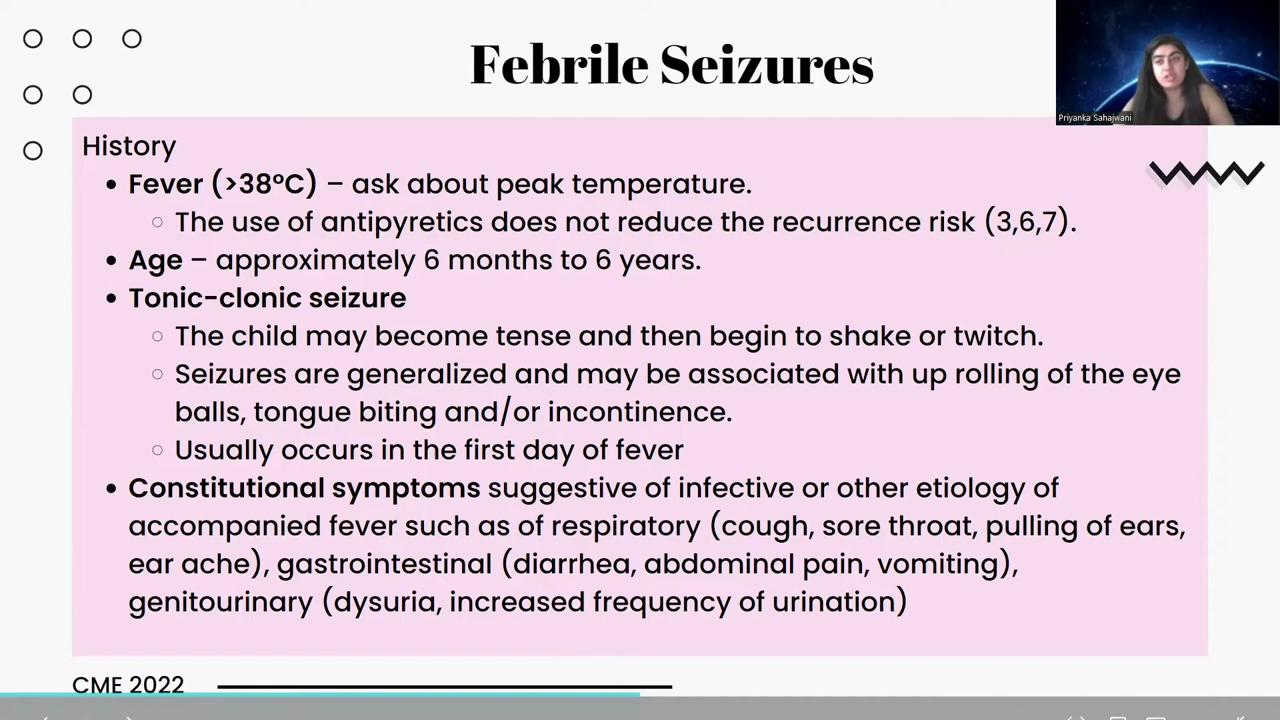 Febrile Seizures
Priyanka Sahajwani
History
• Fever (>38°C) – ask about peak temperature.
○ The use of antipyretics does not reduce the recurrence risk (3,6,7).
• Age – approximately 6 months to 6 years.
• Tonic-clonic seizure
○ The child may become tense and then begin to shake or twitch.
○ Seizures are generalized and may be associated with up rolling of the eye
balls, tongue biting and/or incontinence.
○ Usually occurs in the first day of fever
• Constitutional symptoms suggestive of infective or other etiology of
accompanied fever such as of respiratory (cough, sore throat, pulling of ears,
ear ache), gastrointestinal (diarrhea, abdominal pain, vomiting),
genitourinary (dysuria, increased frequency of urination)
CME 2022